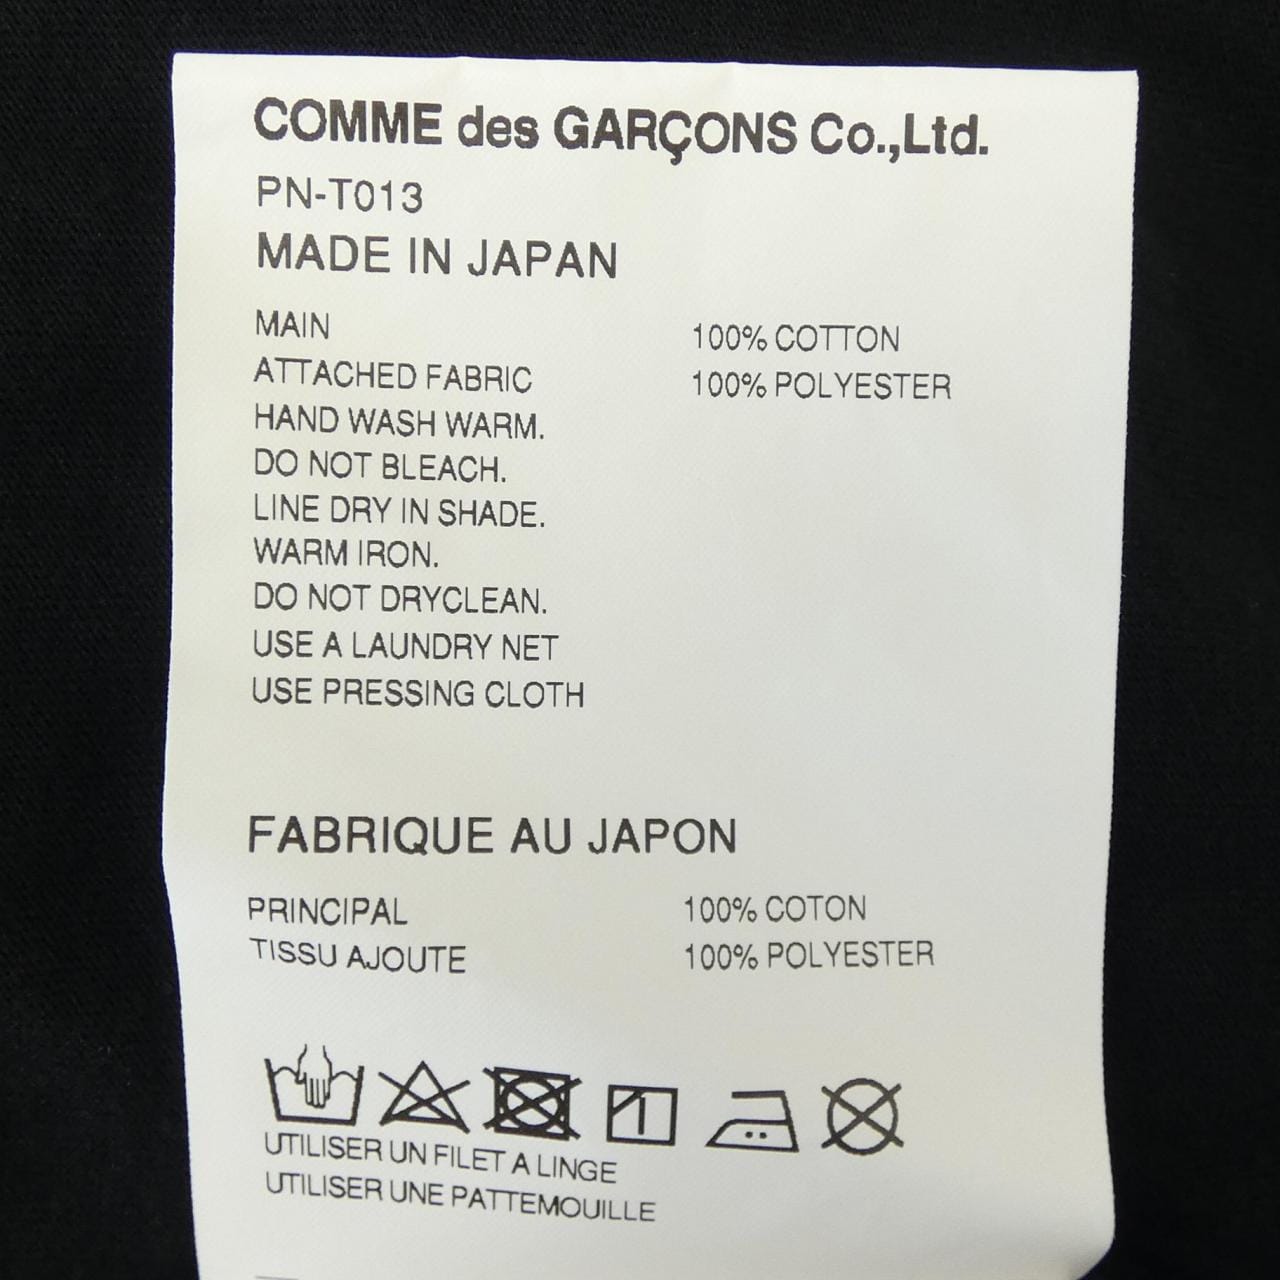 COMME des GARÇONS Co.,Ltd.
PN-T013
MADE IN JAPAN
MAIN 100% COTTON
ATTACHED FABRIC 100% POLYESTER
HAND WASH WARM.
DO NOT BLEACH.
LINE DRY IN SHADE.
WARM IRON.
DO NOT DRYCLEAN.
USE A LAUNDRY NET
USE PRESSING CLOTH
FABRIQUE AU JAPON
PRINCIPAL 100% COTON
TISSU AJOUTE 100% POLYESTER
UTILISER UN FILET A LINGE
UTILISER UNE PATTEMOUILLE